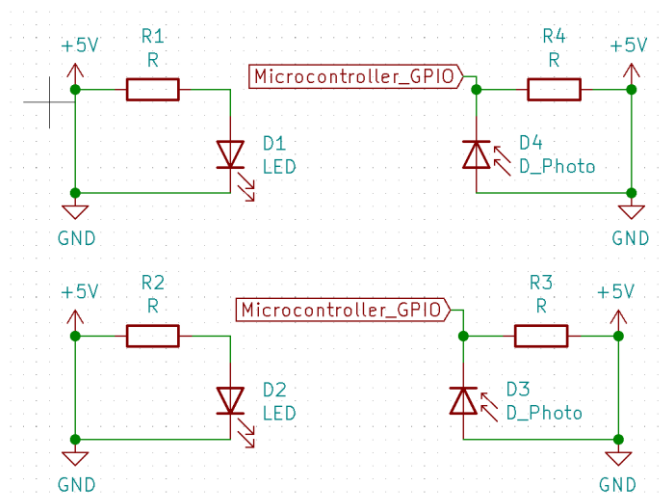 +5V
R1
R
D1
LED
GND
Microcontroller_GPIO
R4
R
+5V
D4
D_Photo
GND
+5V
R2
R
D2
LED
GND
Microcontroller_GPIO
R3
R
+5V
D3
D_Photo
GND